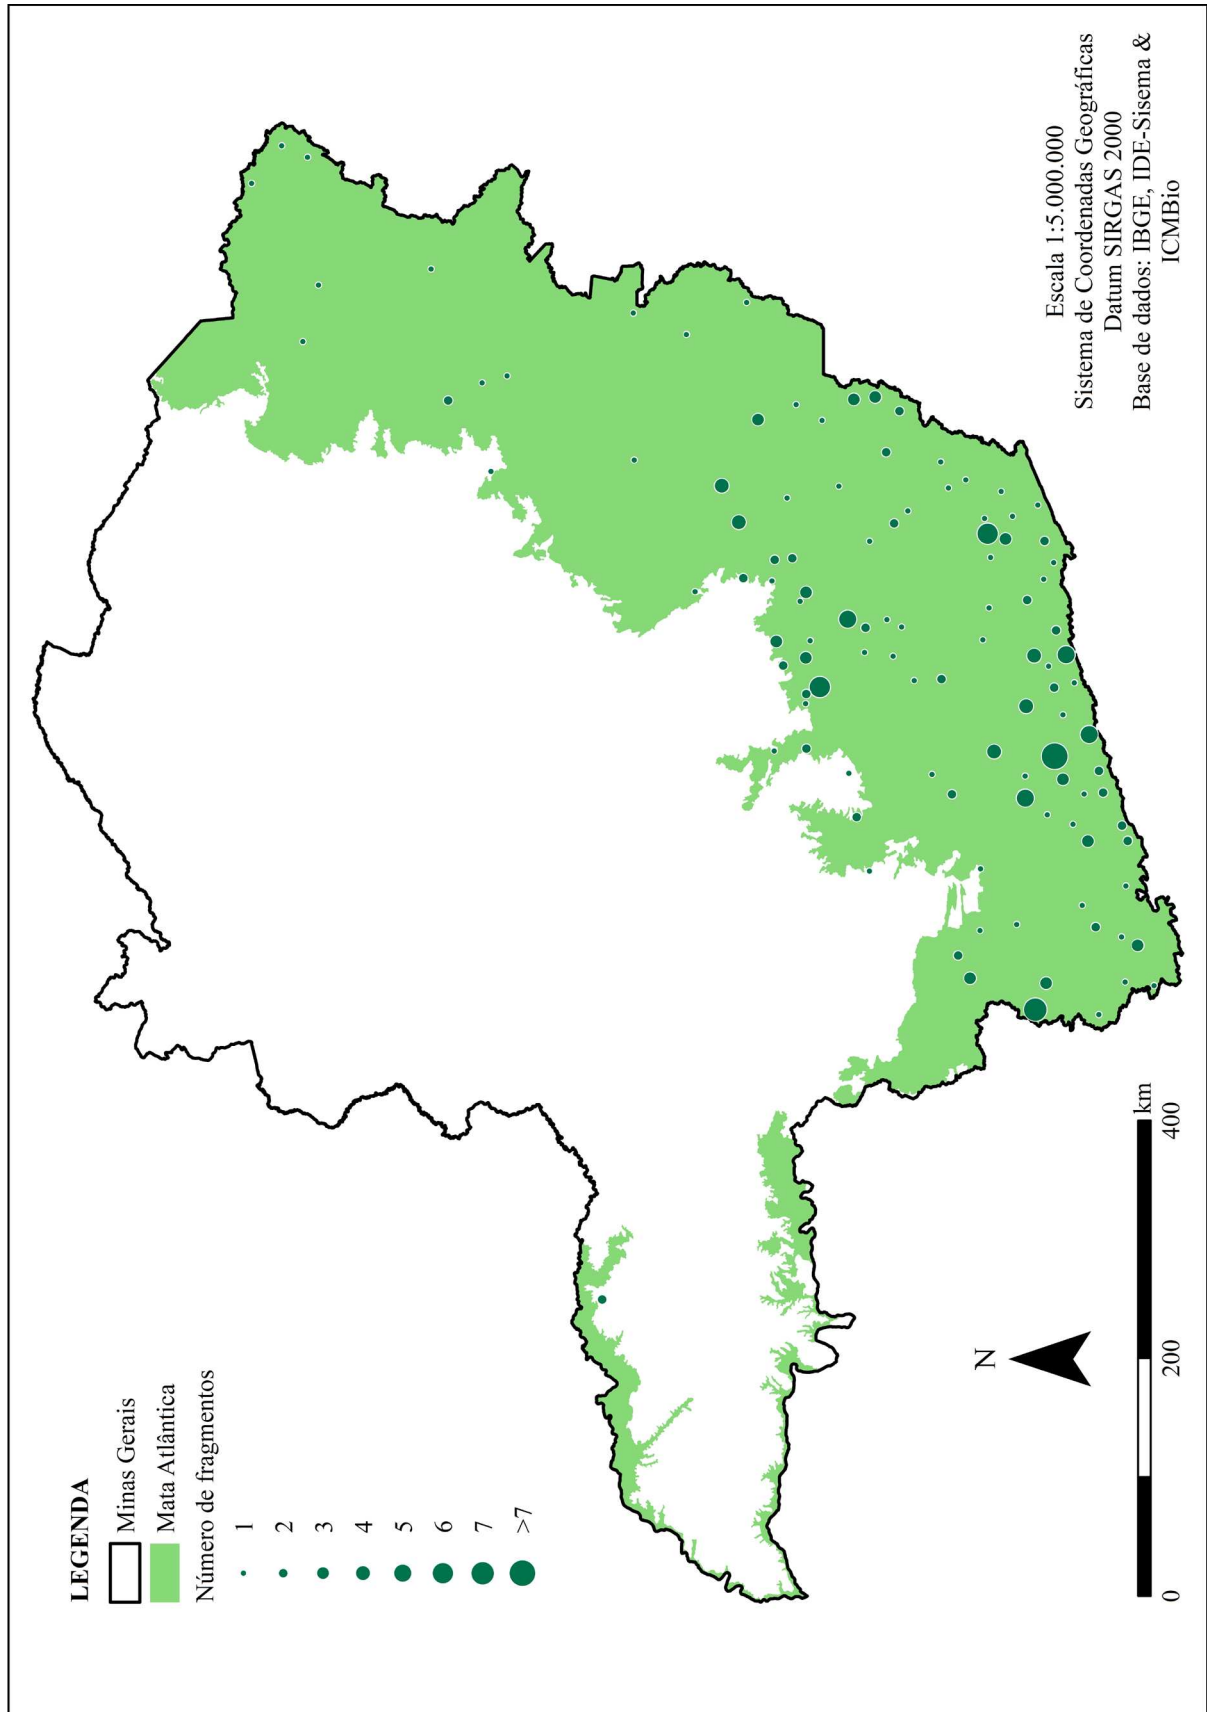 LEGENDA
Minas Gerais
Mata Atlântica
Número de fragmentos
1
2
3
4
5
6
7
>7
N
0 200 400 km
Escala 1:5.000.000
Sistema de Coordenadas Geográficas
Datum SIRGAS 2000
Base de dados: IBGE, IDE-Sisema &
ICMBio